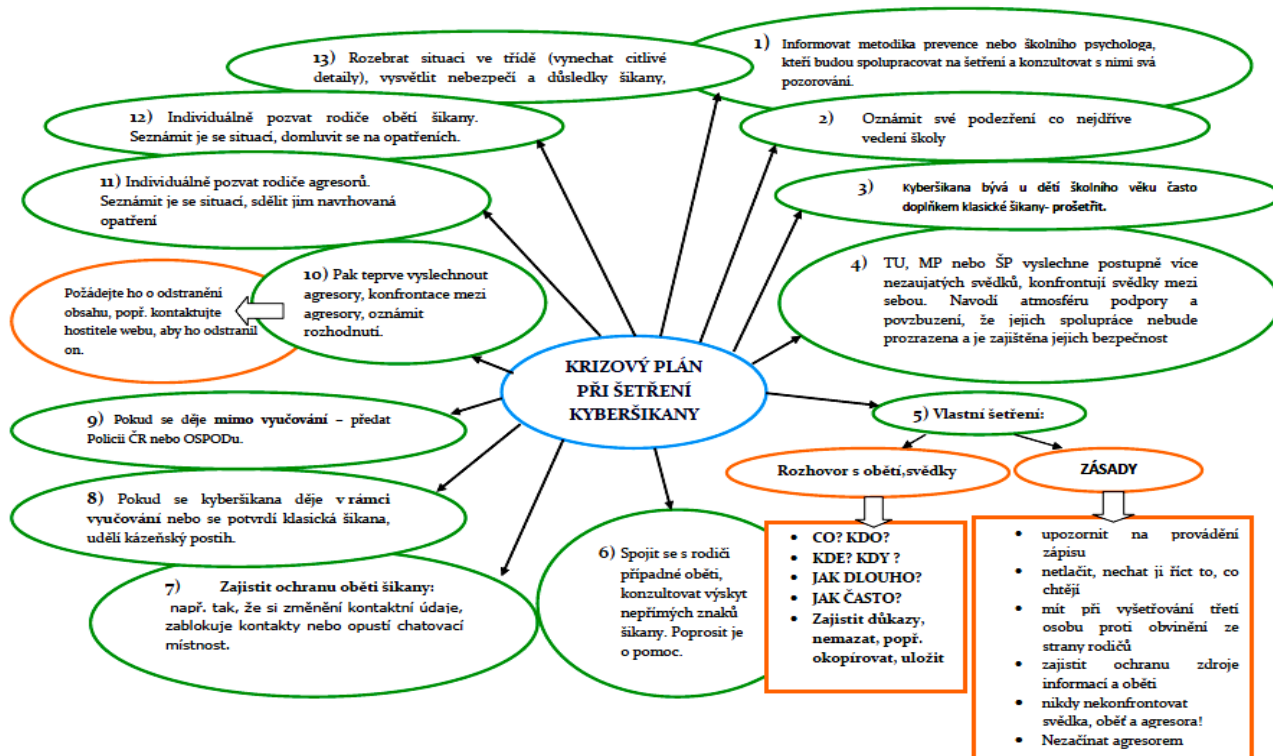 KRIZOVÝ PLÁN
PŘI ŠETŘENÍ
KYBERŠIKANY
1) Informovat metodika prevence nebo školního psychologa,
kteří budou spolupracovat na šetření a konzultovat s nimi svá
pozorování.
2) Oznámit své podezření co nejdříve
vedení školy
3) Kyberšikana bývá u dětí školního věku často
doplňkem klasické šikany- prošetřit.
4) TU, MP nebo ŠP vyslechne postupně více
nezaujatých svědků, konfrontují svědky mezi
sebou. Navodí atmosféru podpory a
povzbuzení, že jejich spolupráce nebude
prozrazena a je zajištěna jejich bezpečnost
5) Vlastní šetření:
Rozhovor s obětí,svědky
• CO? KDO?
• KDE? KDY ?
• JAK DLOUHO?
• JAK ČASTO?
• Zajistit důkazy,
nemazat, popř.
okopírovat, uložit
ZÁSADY
• upozornit na provádění
zápisu
• netlačit, nechat ji říct to, co
chtějí
• mít při vyšetřování třetí
osobu proti obvinění ze
strany rodičů
• zajistit ochranu zdroje
informací a oběti
• nikdy nekonfrontovat
svědka, oběť a agresora!
• Nezačínat agresorem
6) Spojit se s rodiči
případné oběti,
konzultovat výskyt
nepřímých znaků
šikany. Poprosit je
o pomoc.
7) Zajistit ochranu oběti šikany:
např. tak, že si změnění kontaktní údaje,
zablokuje kontakty nebo opustí chatovací
místnost.
8) Pokud se kyberšikana děje v rámci
vyučování nebo se potvrdí klasická šikana,
udělí kázeňský postih.
9) Pokud se děje mimo vyučování – předat
Policii ČR nebo OSPODu.
10) Pak teprve vyslechnout
agresory, konfrontace mezi
agresory, oznámit
rozhodnutí.
Požádejte ho o odstranění
obsahu, popř. kontaktujte
hostitele webu, aby ho odstranil
on.
11) Individuálně pozvat rodiče agresorů.
Seznámit je se situací, sdělit jim navrhovaná
opatření
12) Individuálně pozvat rodiče obětí šikany.
Seznámit je se situací, domluvit se na opatřeních.
13) Rozebrat situaci ve třídě (vynechat citlivé
detaily), vysvětlit nebezpečí a důsledky šikany,